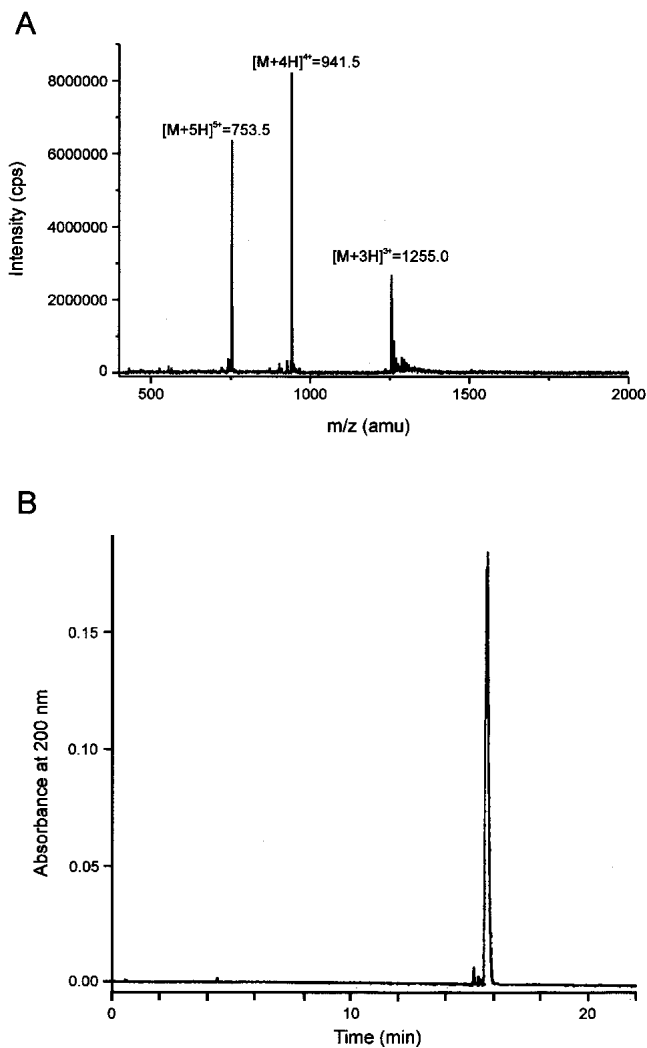 A
[M+4H]⁴⁺=941.5
8000000
[M+5H]⁵⁺=753.5
6000000
Intensity (cps)
4000000
[M+3H]³⁺=1255.0
2000000
0
500 1000 1500 2000
m/z (amu)
B
0.15
0.10
Absorbance at 200 nm
0.05
0.00
0 10 20
Time (min)